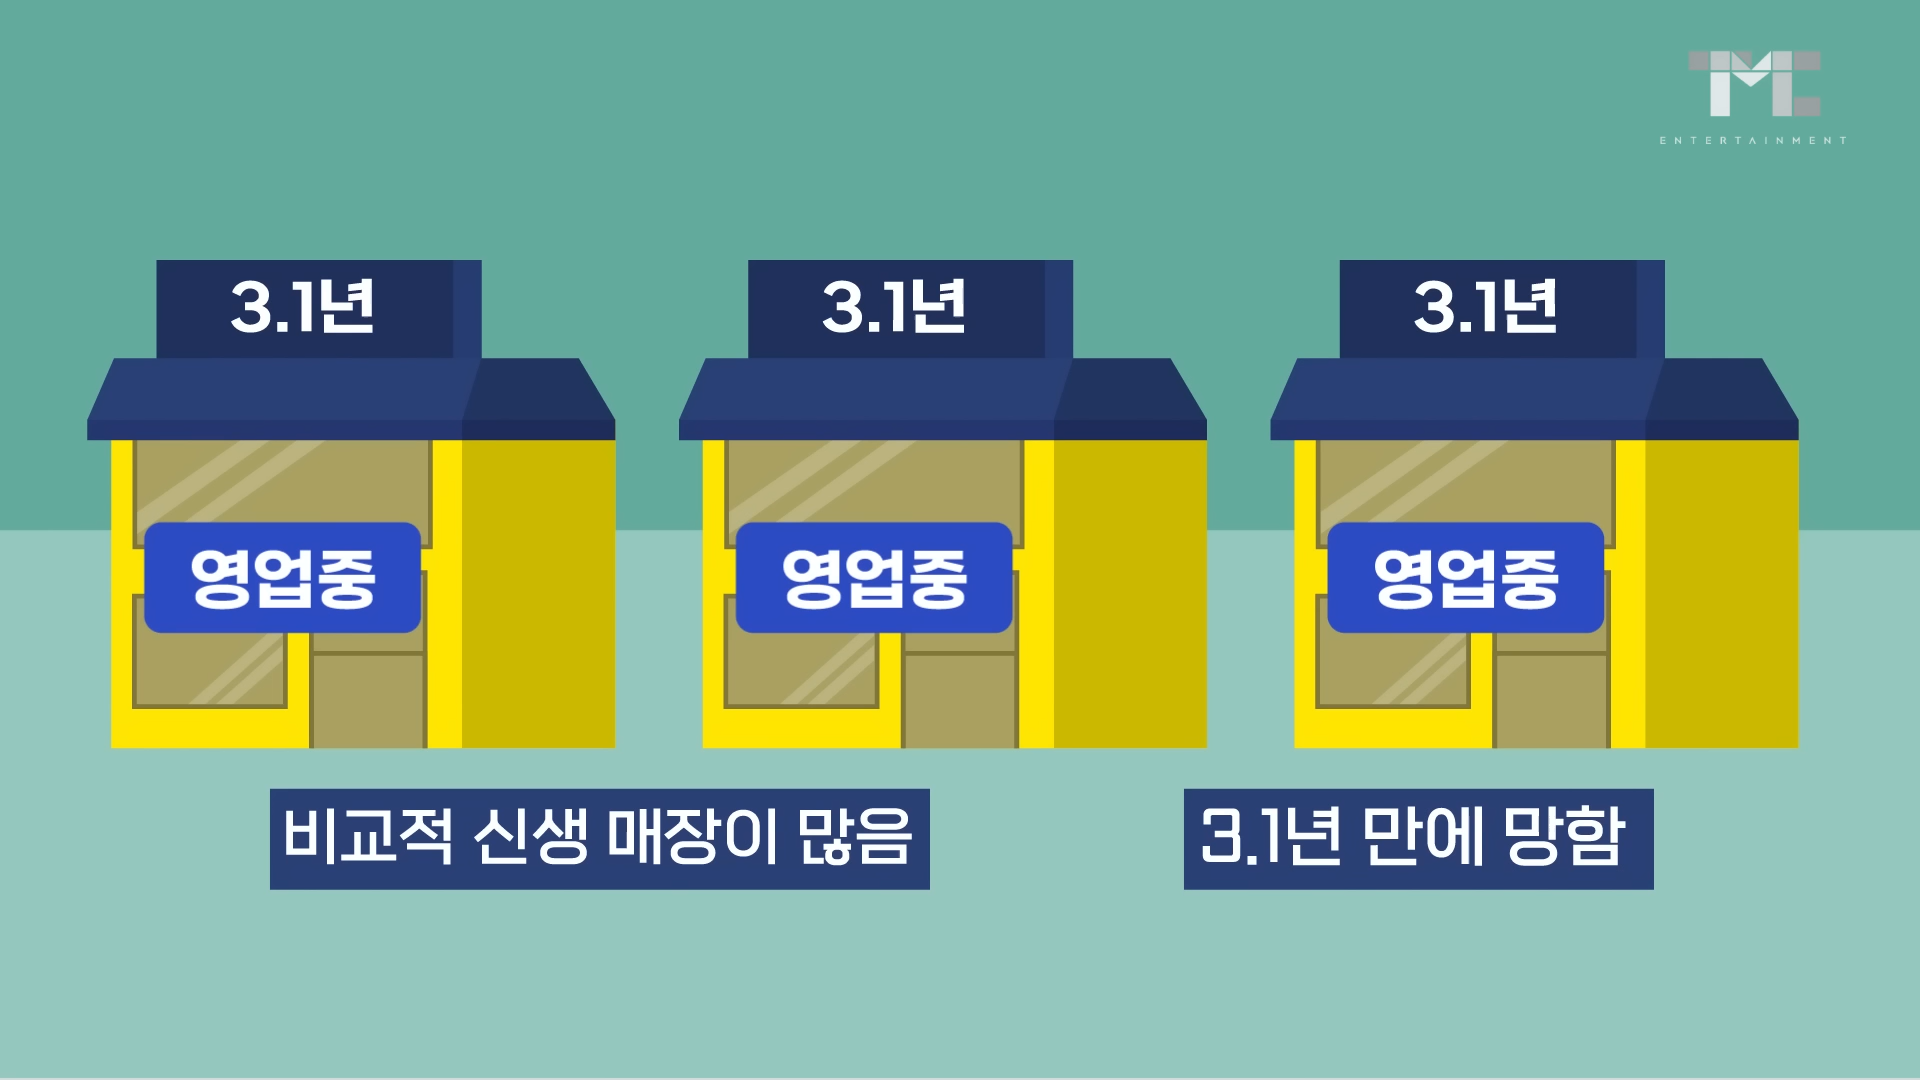 TMC
ENTERTAINMENT
3.1년
3.1년
3.1년
영업중
영업중
영업중
비교적 신생 매장이 많음
3.1년 만에 망함